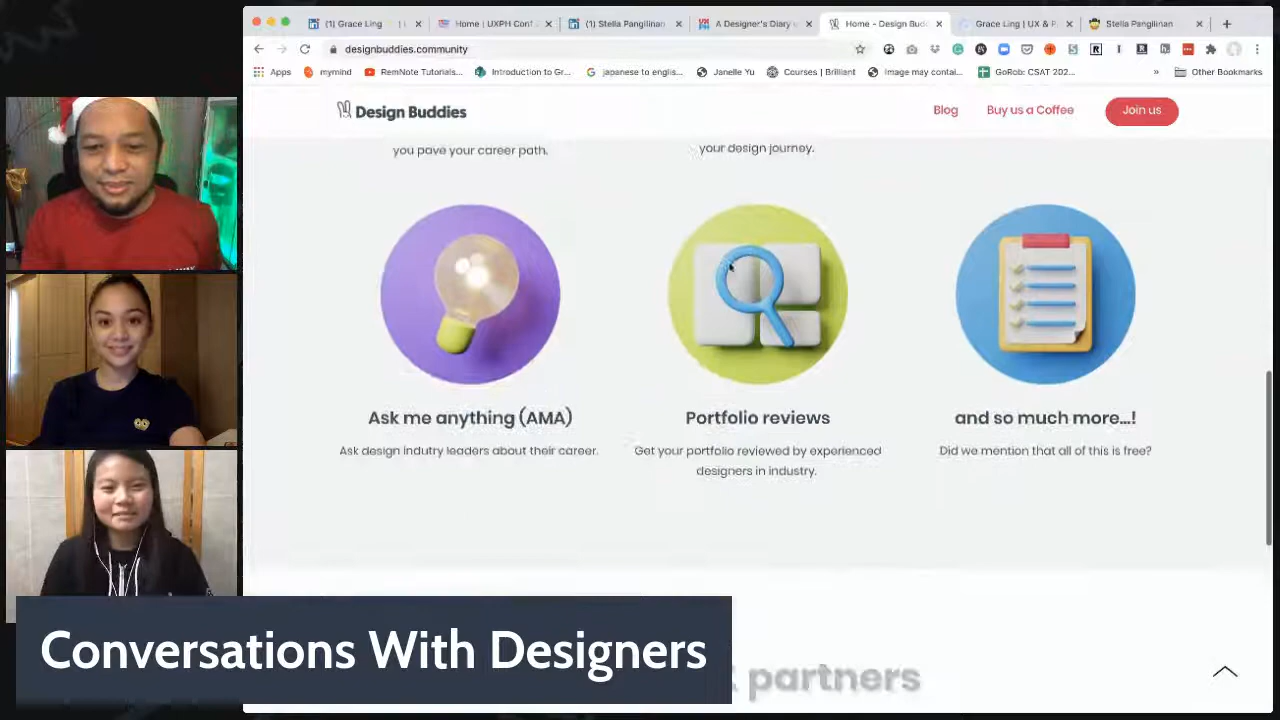 (1) Grace Ling
Home | UXPH Conf
(1) Stella Pangilinan
A Designer's Diary
Home - Design Budd
Grace Ling | UX & P
Stella Pangilinan
designbuddies.community
Apps
mymind
RemNote Tutorials...
Introduction to Gr...
japanese to englis...
Janelle Yu
Courses | Brilliant
Image may contai...
GoRob: CSAT 202...
»
Other Bookmarks
Design Buddies
Blog
Buy us a Coffee
Join us
you pave your career path.
your design journey.
Ask me anything (AMA)
Portfolio reviews
and so much more...!
Ask design indutry leaders about their career.
Get your portfolio reviewed by experienced
designers in industry.
Did we mention that all of this is free?
Conversations With Designers
partners